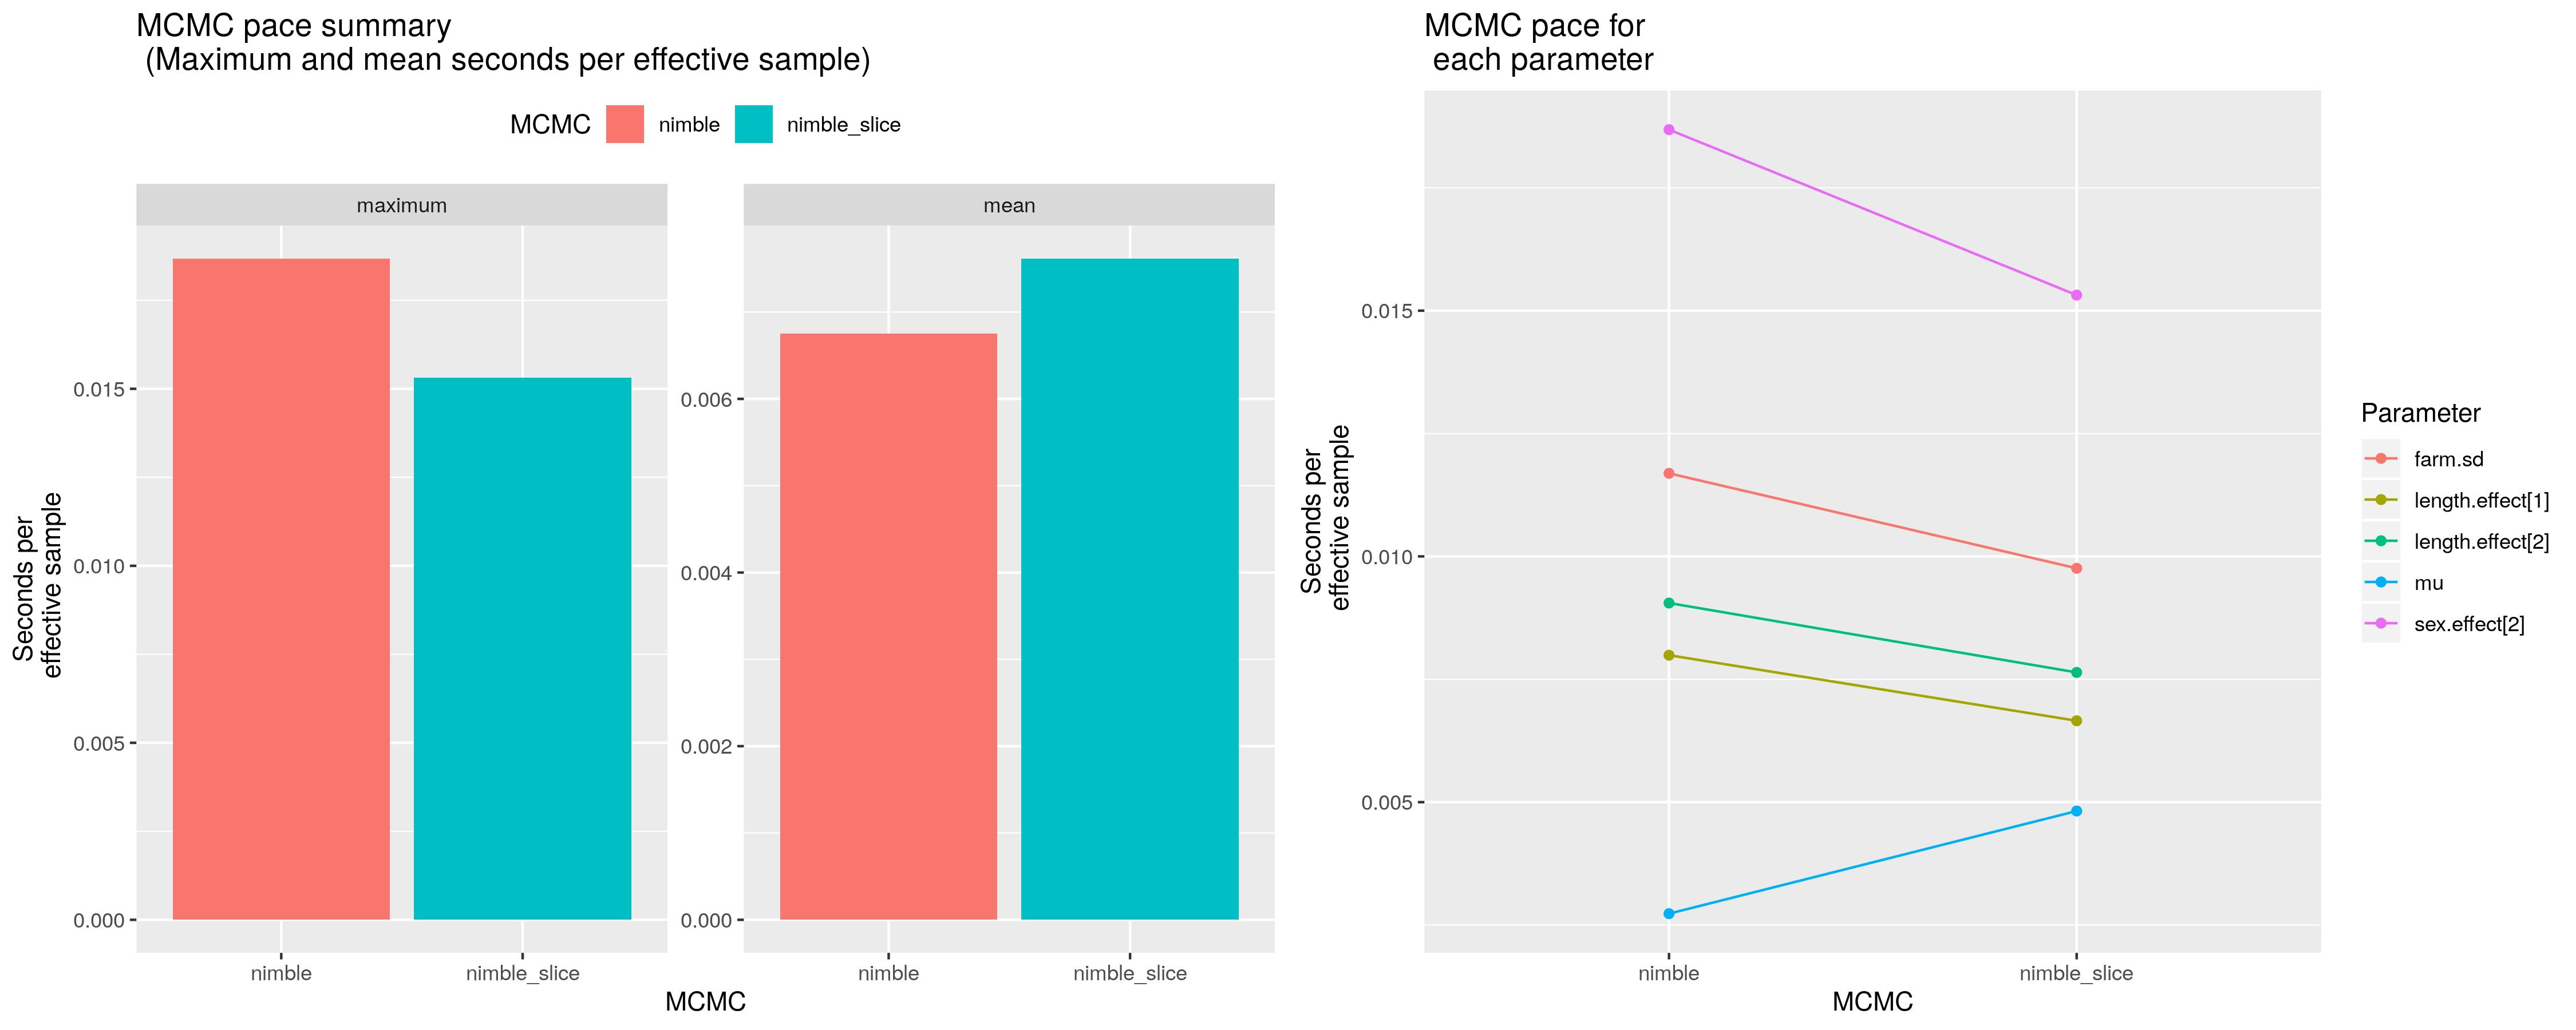 MCMC pace summary
(Maximum and mean seconds per effective sample)
MCMC nimble nimble_slice
maximum
mean
Seconds per
effective sample
0.015
0.010
0.005
0.000
0.006
0.004
0.002
0.000
nimble nimble_slice
nimble nimble_slice
MCMC
MCMC pace for
each parameter
Seconds per
effective sample
0.015
0.010
0.005
nimble nimble_slice
MCMC
Parameter
farm.sd
length.effect[1]
length.effect[2]
mu
sex.effect[2]